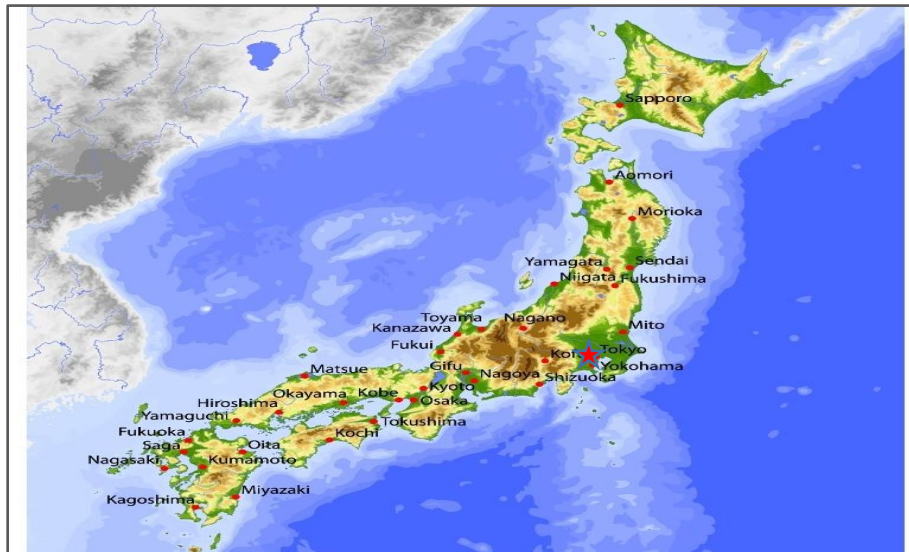 Sapporo
Aomori
Morioka
Yamagata
Sendai
Niigata
Fukushima
Toyama
Nagano
Mito
Kanazawa
Fukui
Tokyo
Kof
Yokohama
Gifu
Nagoya
Shizuoka
Matsue
Kyoto
Okayama
Kobe
Osaka
Hiroshima
Yamaguchi
Tokushima
Fukuoka
Kochi
Saga
Oita
Nagasaki
Kumamoto
Miyazaki
Kagoshima